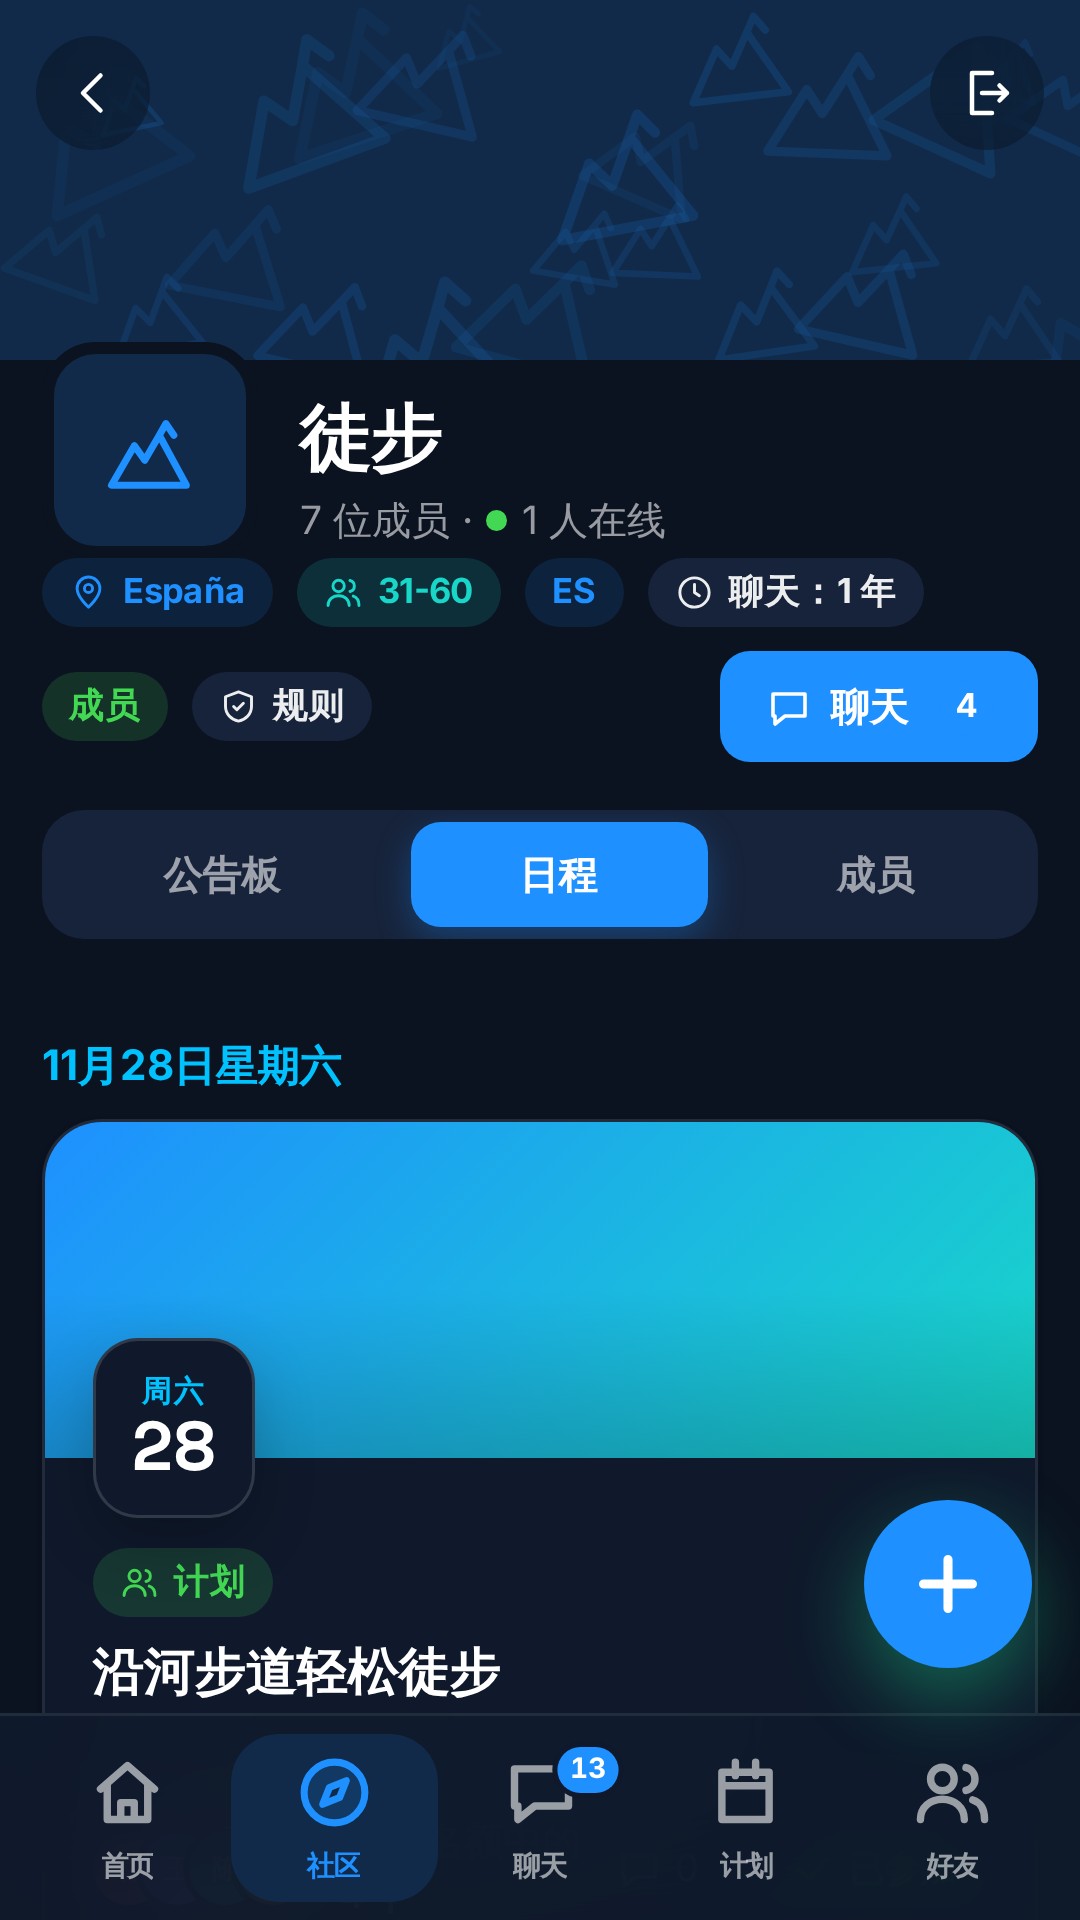 徒步
7 位成员 · 1 人在线
España
31-60
ES
聊天：1 年
成员
规则
聊天 4
公告板
日程
成员
11月28日星期六
周六
28
计划
沿河步道轻松徒步
13
首页
社区
聊天
计划
好友